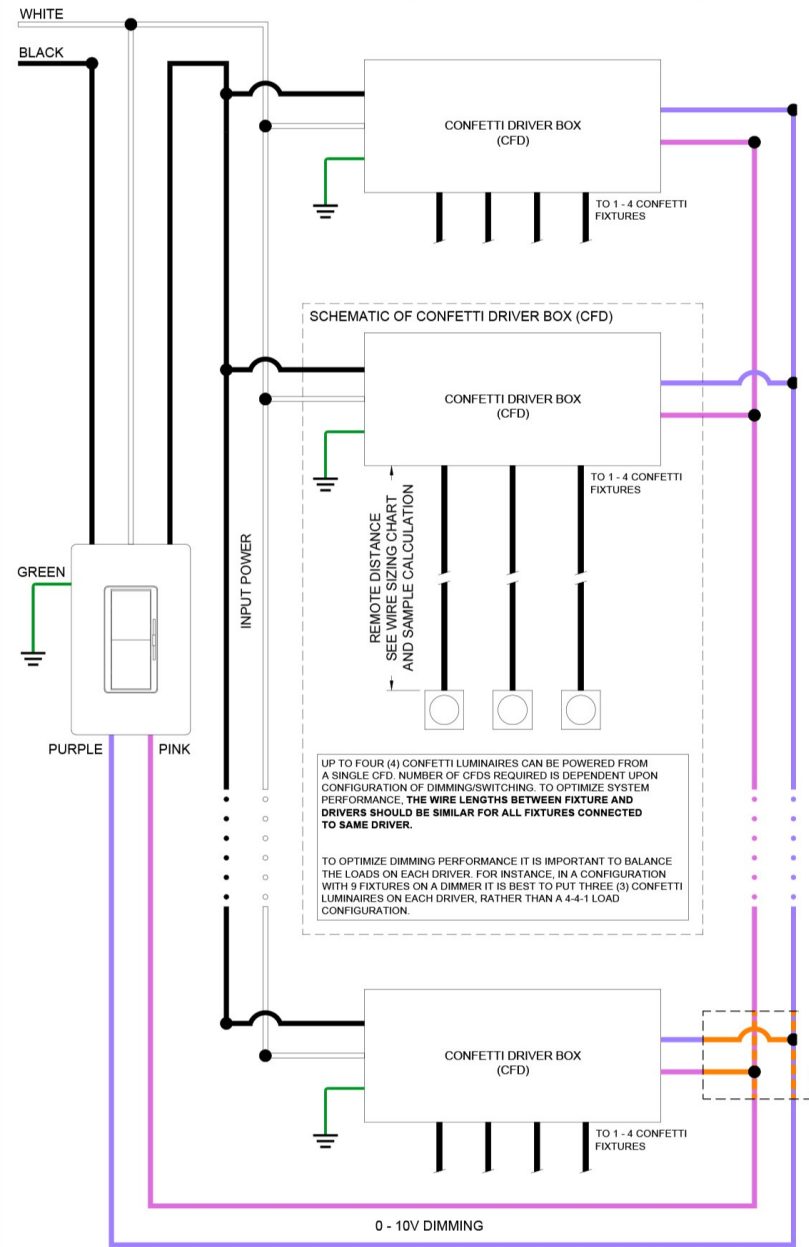 WHITE
BLACK
CONFETTI DRIVER BOX
(CFD)
TO 1 - 4 CONFETTI
FIXTURES
SCHEMATIC OF CONFETTI DRIVER BOX (CFD)
CONFETTI DRIVER BOX
(CFD)
TO 1 - 4 CONFETTI
FIXTURES
REMOTE DISTANCE
SEE WIRE SIZING CHART
AND SAMPLE CALCULATION
INPUT POWER
GREEN
PURPLE
PINK
UP TO FOUR (4) CONFETTI LUMINAIRES CAN BE POWERED FROM
A SINGLE CFD. NUMBER OF CFDS REQUIRED IS DEPENDENT UPON
CONFIGURATION OF DIMMING/SWITCHING. TO OPTIMIZE SYSTEM
PERFORMANCE, THE WIRE LENGTHS BETWEEN FIXTURE AND
DRIVERS SHOULD BE SIMILAR FOR ALL FIXTURES CONNECTED
TO SAME DRIVER.
TO OPTIMIZE DIMMING PERFORMANCE IT IS IMPORTANT TO BALANCE
THE LOADS ON EACH DRIVER. FOR INSTANCE, IN A CONFIGURATION
WITH 9 FIXTURES ON A DIMMER IT IS BEST TO PUT THREE (3) CONFETTI
LUMINAIRES ON EACH DRIVER, RATHER THAN A 4-4-1 LOAD
CONFIGURATION.
CONFETTI DRIVER BOX
(CFD)
TO 1 - 4 CONFETTI
FIXTURES
0 - 10V DIMMING